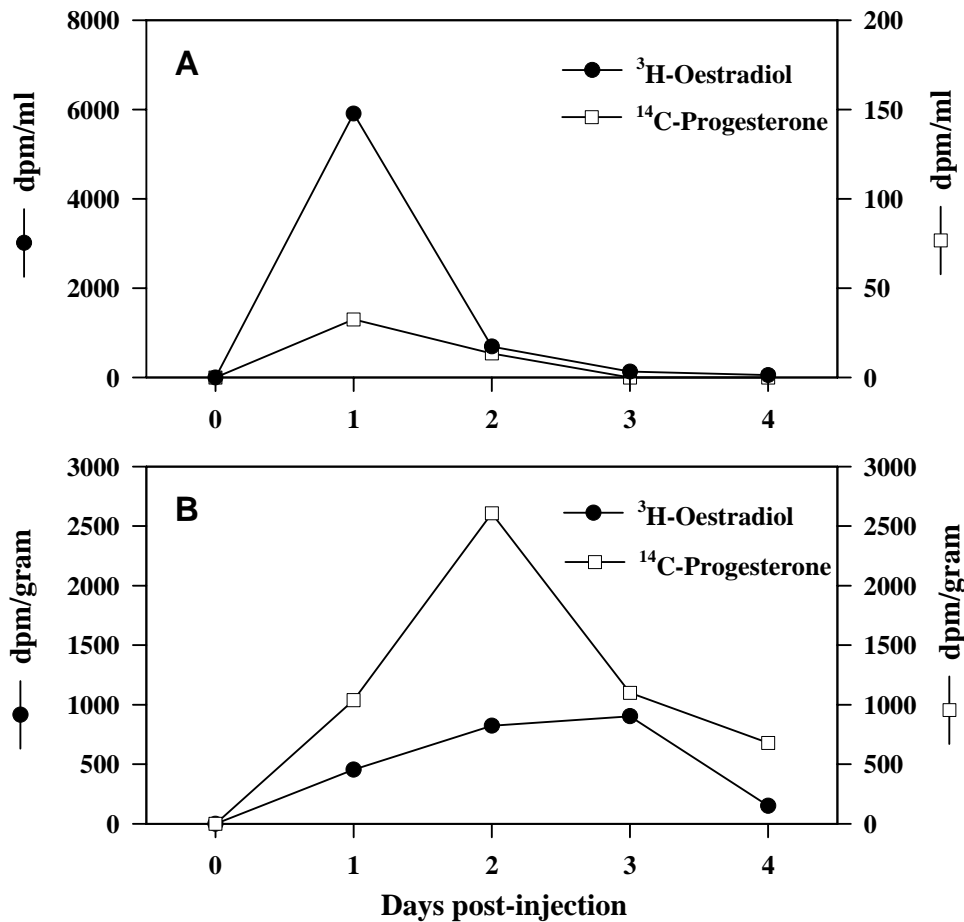 8000
6000
4000
2000
0
dpm/ml
A
³H-Oestradiol
¹⁴C-Progesterone
200
150
100
50
0
dpm/ml
0 1 2 3 4
3000
2500
2000
1500
1000
500
0
dpm/gram
B
³H-Oestradiol
¹⁴C-Progesterone
3000
2500
2000
1500
1000
500
0
dpm/gram
0 1 2 3 4
Days post-injection